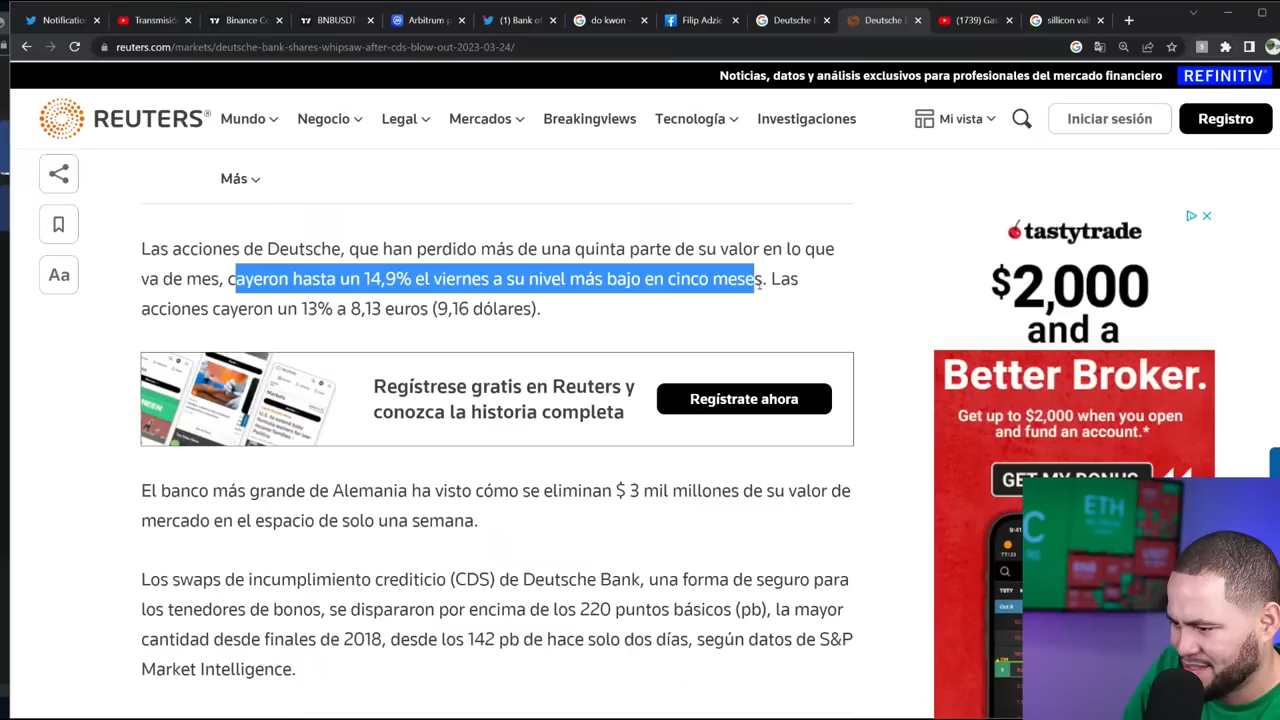 Notification
Transmisión
Binance C
BNBUSDT
Arbitrum p
(1) Bank o
do kwon -
Filip Adzic
Deutsche B
Deutsche B
(1739) Gas
sillicon val
reuters.com/markets/deutsche-bank-shares-whipsaw-after-cds-blow-out-2023-03-24/
Noticias, datos y análisis exclusivos para profesionales del mercado financiero REFINITIV
REUTERS® Mundo Negocio Legal Mercados Breakingviews Tecnología Investigaciones Mi vista Iniciar sesión Registro
Más
Aa
Las acciones de Deutsche, que han perdido más de una quinta parte de su valor en lo que
va de mes, cayeron hasta un 14,9% el viernes a su nivel más bajo en cinco meses. Las
acciones cayeron un 13% a 8,13 euros (9,16 dólares).
Regístrese gratis en Reuters y
conozca la historia completa
Regístrate ahora
El banco más grande de Alemania ha visto cómo se eliminan $ 3 mil millones de su valor de
mercado en el espacio de solo una semana.
Los swaps de incumplimiento crediticio (CDS) de Deutsche Bank, una forma de seguro para
los tenedores de bonos, se dispararon por encima de los 220 puntos básicos (pb), la mayor
cantidad desde finales de 2018, desde los 142 pb de hace solo dos días, según datos de S&P
Market Intelligence.
tastytrade
$2,000
and a
Better Broker.
Get up to $2,000 when you open
and fund an account.*
GET MY BONUS
9:41
ETH